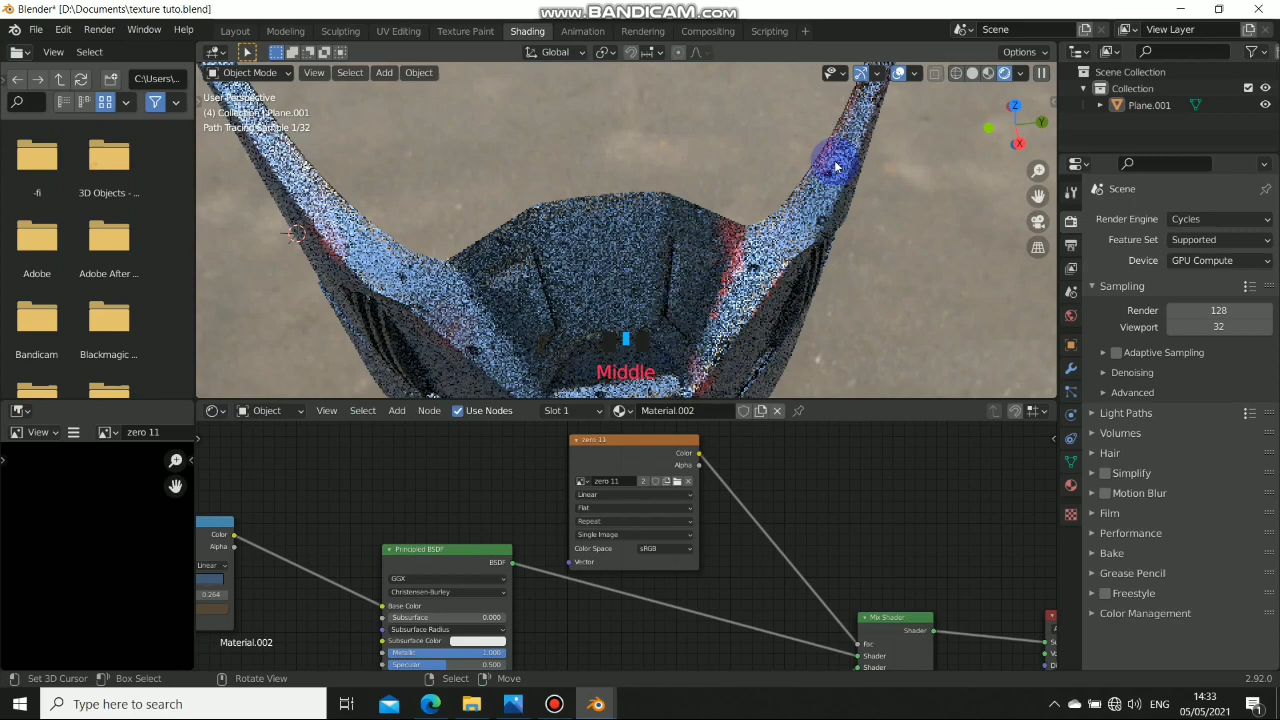 Blender* [D:\Documents\texture tuto.blend]
www.BANDICAM.com
File Edit Render Window Help
Layout Modeling Sculpting UV Editing Texture Paint Shading Animation Rendering Compositing Scripting +
Scene
View Layer
View Select
Global
Options
C:\Users\...
Object Mode View Select Add Object
User Perspective
(4) Collection | Plane.001
Path Tracing Sample 1/32
Z
Y
X
Middle
-fi
3D Objects - ...
Adobe
Adobe After ...
Bandicam
Blackmagic ...
Scene Collection
Collection
Plane.001
Scene
Render Engine Cycles
Feature Set Supported
Device GPU Compute
Sampling
Render 128
Viewport 32
Adaptive Sampling
Denoising
Advanced
Light Paths
Volumes
Hair
Simplify
Motion Blur
Film
Performance
Bake
Grease Pencil
Freestyle
Color Management
View
zero 11
Object View Select Add Node Use Nodes Slot 1 Material.002
zero 11
Color
Alpha
zero 11 2
Linear
Flat
Repeat
Single Image
Color Space sRGB
Vector
Color
Alpha
Linear
0.264
Principled BSDF
BSDF
GGX
Christensen-Burley
Base Color
Subsurface 0.000
Subsurface Radius
Subsurface Color
Metallic 1.000
Specular 0.500
Mix Shader
Shader
Fac
Shader
Shader
Material.002
Set 3D Cursor Box Select Rotate View Select Move 2.92.0
Type here to search
ENG
14:33
05/05/2021